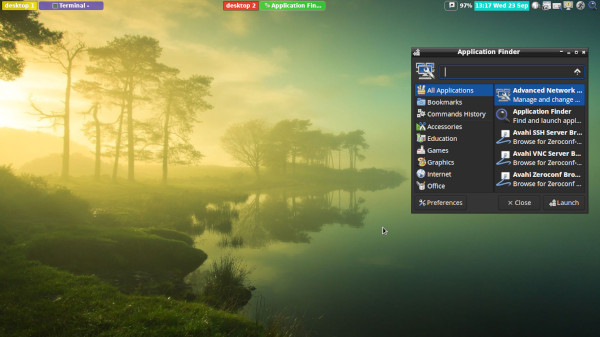 desktop 1
Terminal -
desktop 2
Application Fin...
97%
13:17 Wed 23 Sep
Application Finder
All Applications
Bookmarks
Commands History
Accessories
Education
Games
Graphics
Internet
Office
Advanced Network ...
Manage and change ...
Application Finder
Find and launch appl...
Avahi SSH Server Br...
Browse for Zeroconf-...
Avahi VNC Server B...
Browse for Zeroconf-...
Avahi Zeroconf Bro...
Browse for Zeroconf...
Preferences
Close
Launch